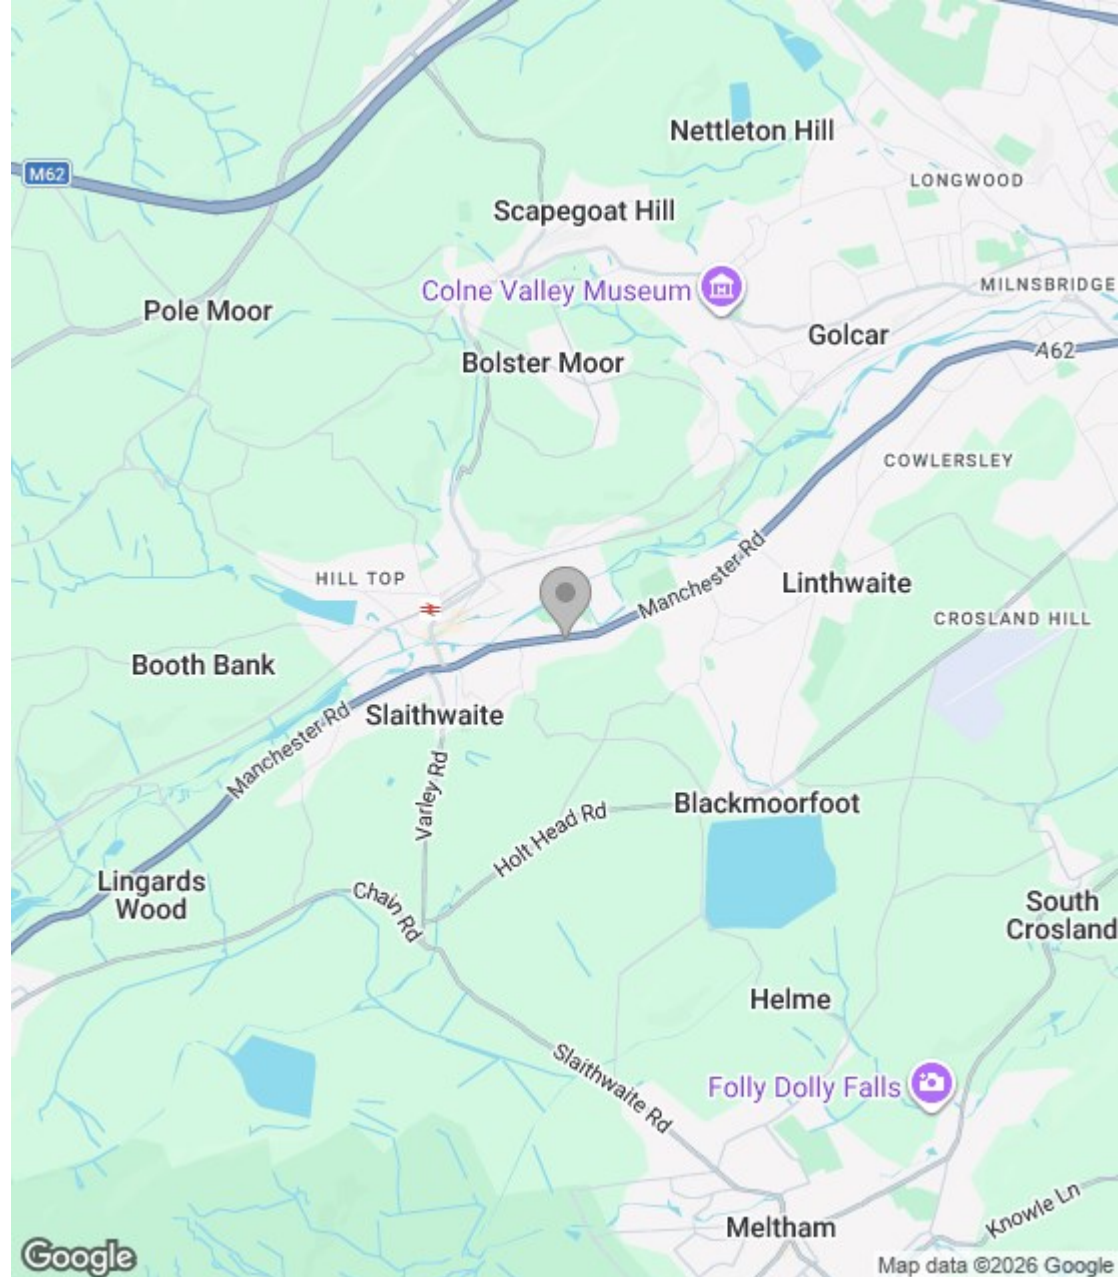 Nettleton Hill
M62
LONGWOOD
Scapegoat Hill
Colne Valley Museum
MILNSBRIDGE
Pole Moor
Golcar
A62
Bolster Moor
COWLERSLEY
HILL TOP
Manchester Rd
Linthwaite
CROSLAND HILL
Booth Bank
Slaithwaite
Manchester Rd
Varley Rd
Holt Head Rd
Blackmoorfoot
Lingards
Wood
Chain Rd
South
Crosland
Helme
Slaithwaite Rd
Folly Dolly Falls
Knowle Ln
Meltham
Google
Map data ©2026 Google